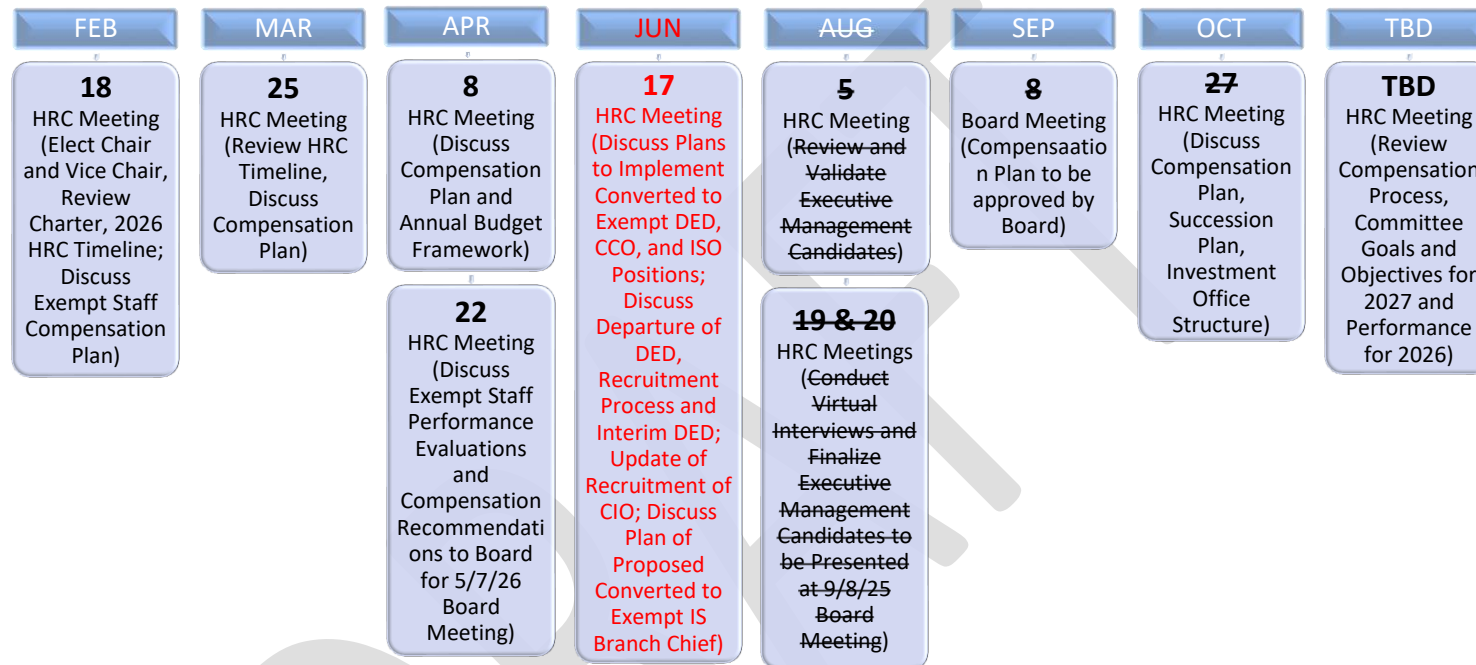 FEB
18
HRC Meeting
(Elect Chair
and Vice Chair,
Review
Charter, 2026
HRC Timeline;
Discuss
Exempt Staff
Compensation
Plan)
MAR
25
HRC Meeting
(Review HRC
Timeline,
Discuss
Compensation
Plan)
APR
8
HRC Meeting
(Discuss
Compensation
Plan and
Annual Budget
Framework)
22
HRC Meeting
(Discuss
Exempt Staff
Performance
Evaluations
and
Compensation
Recommendati
ons to Board
for 5/7/26
Board
Meeting)
JUN
17
HRC Meeting
(Discuss Plans
to Implement
Converted to
Exempt DED,
CCO, and ISO
Positions;
Discuss
Departure of
DED,
Recruitment
Process and
Interim DED;
Update of
Recruitment of
CIO; Discuss
Plan of
Proposed
Converted to
Exempt IS
Branch Chief)
AUG
5
HRC Meeting
(Review and
Validate
Executive
Management
Candidates)
19 & 20
HRC Meetings
(Conduct
Virtual
Interviews and
Finalize
Executive
Management
Candidates to
be Presented
at 9/8/25
Board
Meeting)
SEP
8
Board Meeting
(Compensaatio
n Plan to be
approved by
Board)
OCT
27
HRC Meeting
(Discuss
Compensation
Plan,
Succession
Plan,
Investment
Office
Structure)
TBD
TBD
HRC Meeting
(Review
Compensation
Process,
Committee
Goals and
Objectives for
2027 and
Performance
for 2026)